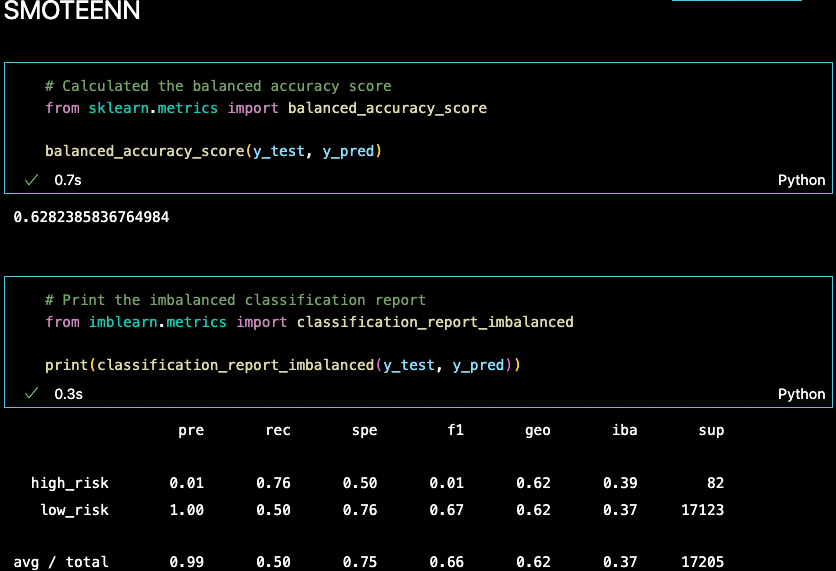 SMOTEENN
# Calculated the balanced accuracy score
from sklearn.metrics import balanced_accuracy_score
balanced_accuracy_score(y_test, y_pred)
0.7s Python
0.6282385836764984
# Print the imbalanced classification report
from imblearn.metrics import classification_report_imbalanced
print(classification_report_imbalanced(y_test, y_pred))
0.3s Python
pre rec spe f1 geo iba sup
high_risk 0.01 0.76 0.50 0.01 0.62 0.39 82
low_risk 1.00 0.50 0.76 0.67 0.62 0.37 17123
avg / total 0.99 0.50 0.75 0.66 0.62 0.37 17205